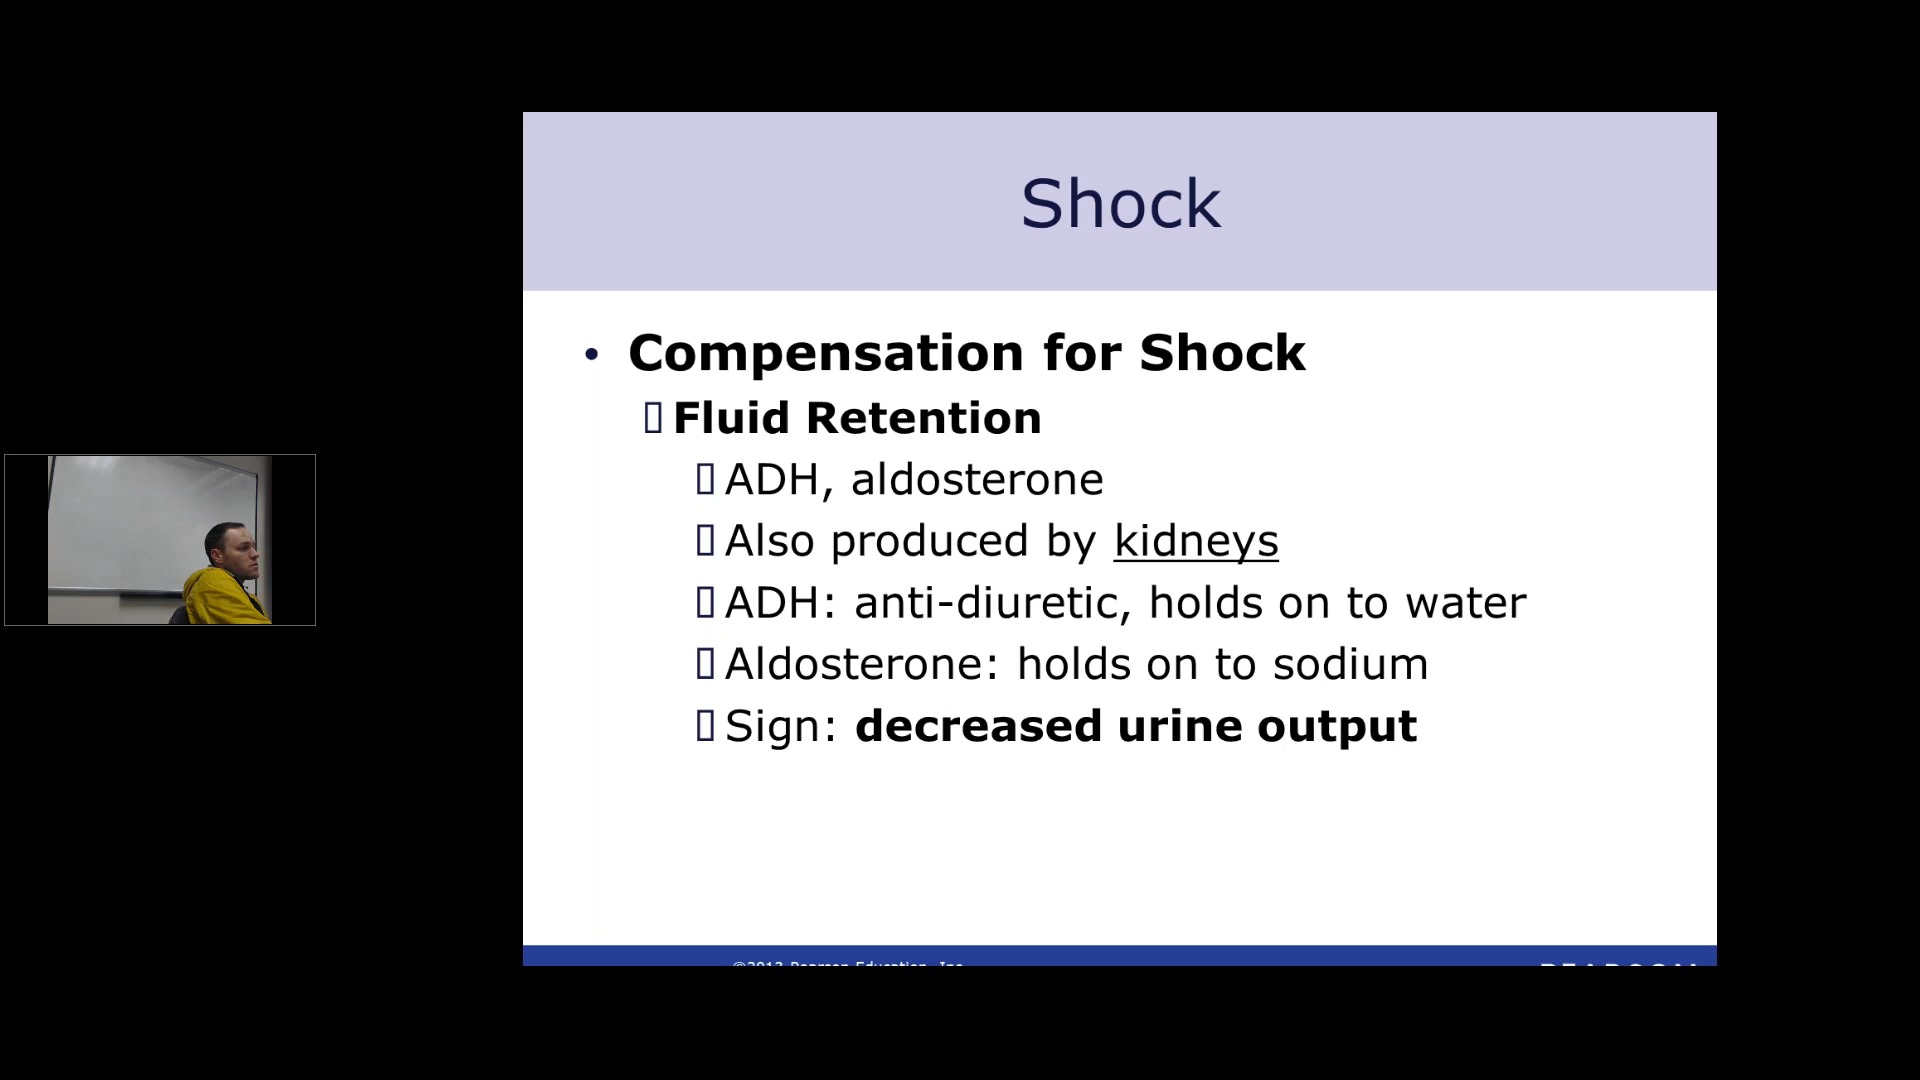 Shock
• Compensation for Shock
Fluid Retention
ADH, aldosterone
Also produced by kidneys
ADH: anti-diuretic, holds on to water
Aldosterone: holds on to sodium
Sign: decreased urine output
©2013 Pearson Education, Inc.
PEARSON